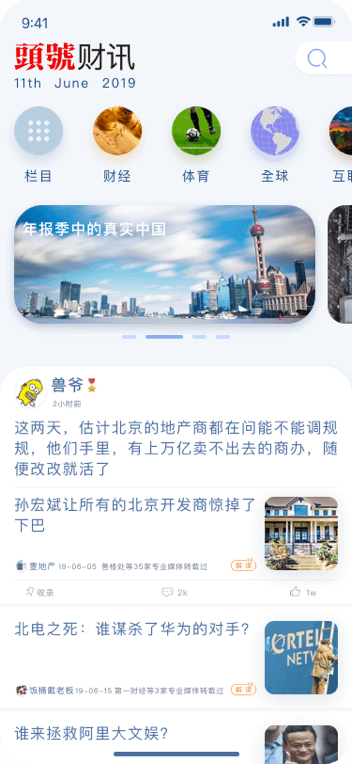 9:41
頭號财讯
11th June 2019
栏目
财经
体育
全球
互联
年报季中的真实中国
兽爷
2小时前
这两天，估计北京的地产商都在问能不能调规
规，他们手里，有上万亿卖不出去的商办，随
便改改就活了
孙宏斌让所有的北京开发商惊掉了
下巴
壹地产 19-06-05 兽楼处等35家专业媒体转载过
解读
收录
2k
1w
北电之死：谁谋杀了华为的对手？
ORTEL
NETW
饭桶戴老板 19-06-15 第一财经等3家专业媒体转载过
解读
谁来拯救阿里大文娱？